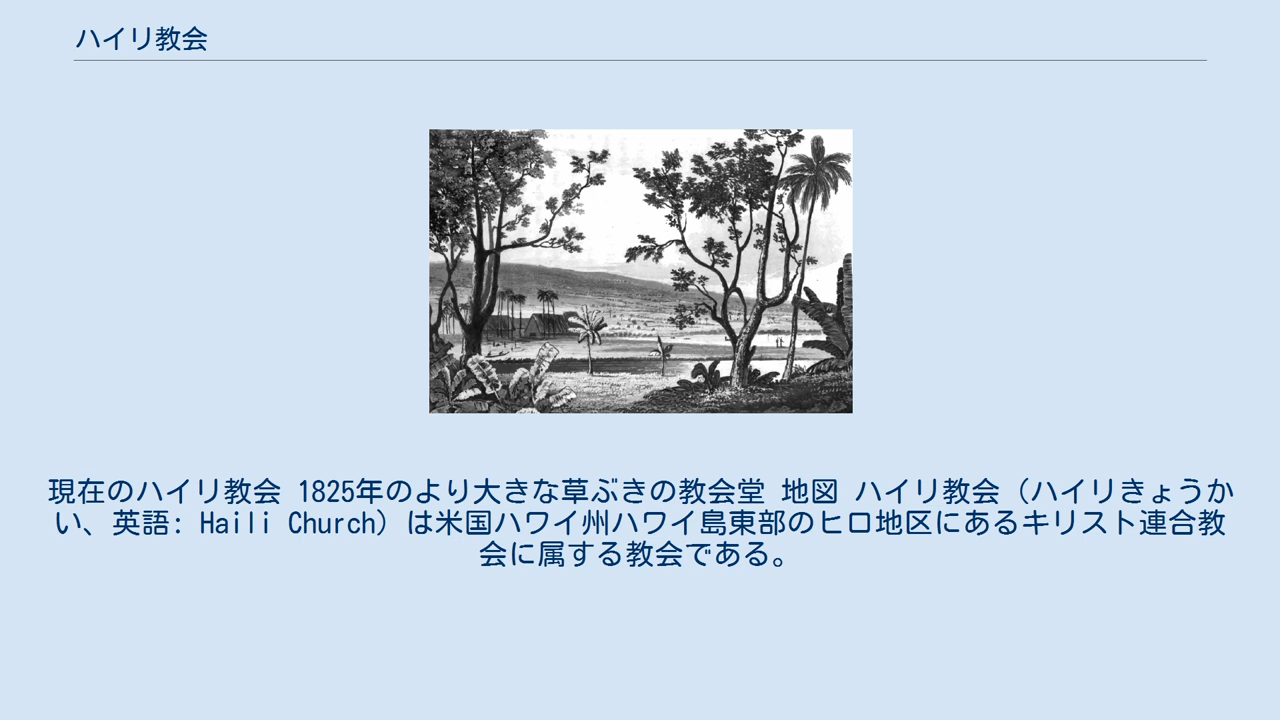 ハイリ教会
現在のハイリ教会 1825年のより大きな草ぶきの教会堂 地図 ハイリ教会（ハイリきょうか
い、英語: Haili Church）は米国ハワイ州ハワイ島東部のヒロ地区にあるキリスト連合教
会に属する教会である。